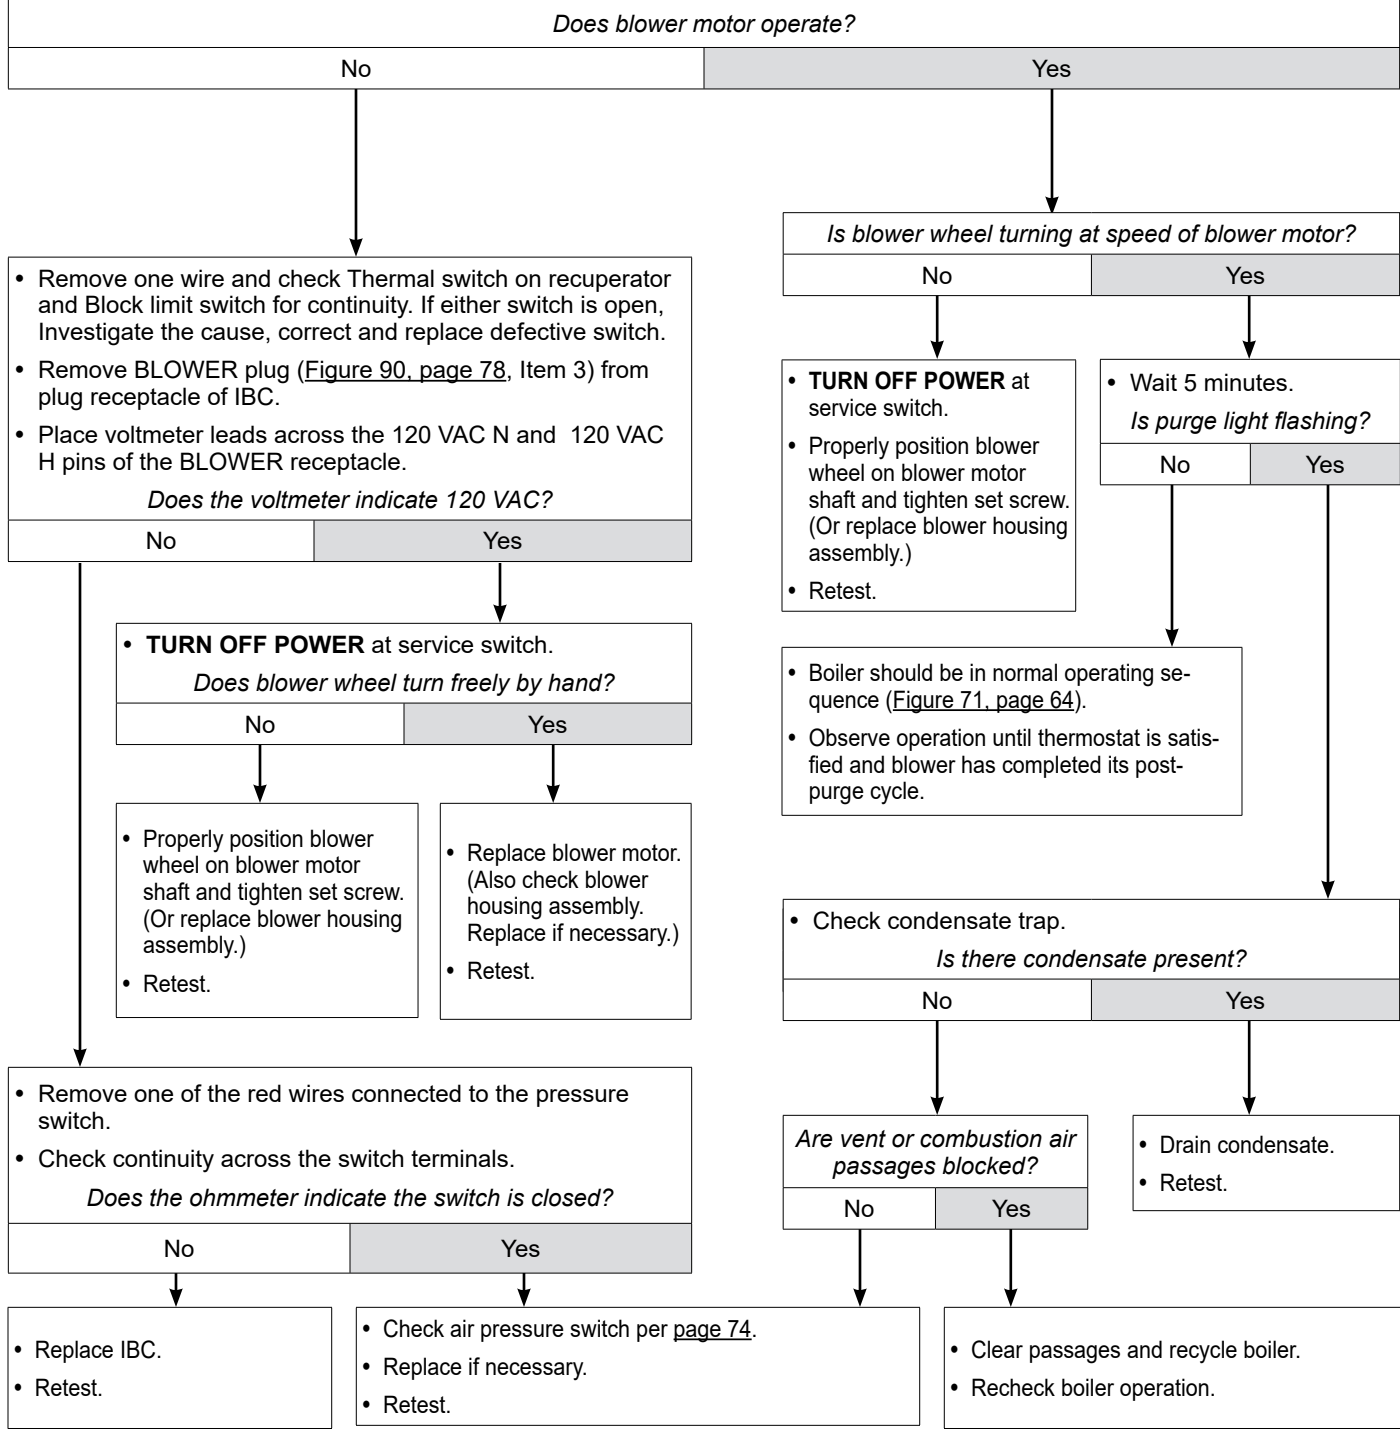 Does blower motor operate?
No
Yes
• Remove one wire and check Thermal switch on recuperator
and Block limit switch for continuity. If either switch is open,
Investigate the cause, correct and replace defective switch.
• Remove BLOWER plug (Figure 90, page 78, Item 3) from
plug receptacle of IBC.
• Place voltmeter leads across the 120 VAC N and 120 VAC
H pins of the BLOWER receptacle.
Does the voltmeter indicate 120 VAC?
No
Yes
• TURN OFF POWER at service switch.
Does blower wheel turn freely by hand?
No
Yes
• Properly position blower
wheel on blower motor
shaft and tighten set screw.
(Or replace blower housing
assembly.)
• Retest.
• Replace blower motor.
(Also check blower
housing assembly.
Replace if necessary.)
• Retest.
• Remove one of the red wires connected to the pressure
switch.
• Check continuity across the switch terminals.
Does the ohmmeter indicate the switch is closed?
No
Yes
• Replace IBC.
• Retest.
• Check air pressure switch per page 74.
• Replace if necessary.
• Retest.
Is blower wheel turning at speed of blower motor?
No
Yes
• TURN OFF POWER at
service switch.
• Properly position blower
wheel on blower motor
shaft and tighten set screw.
(Or replace blower housing
assembly.)
• Retest.
• Wait 5 minutes.
Is purge light flashing?
No
Yes
• Boiler should be in normal operating se-
quence (Figure 71, page 64).
• Observe operation until thermostat is satis-
fied and blower has completed its post-
purge cycle.
• Check condensate trap.
Is there condensate present?
No
Yes
Are vent or combustion air
passages blocked?
No
Yes
• Drain condensate.
• Retest.
• Clear passages and recycle boiler.
• Recheck boiler operation.